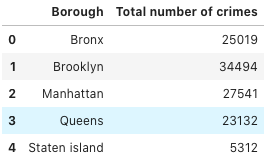 Borough Total number of crimes
0 Bronx 25019
1 Brooklyn 34494
2 Manhattan 27541
3 Queens 23132
4 Staten island 5312